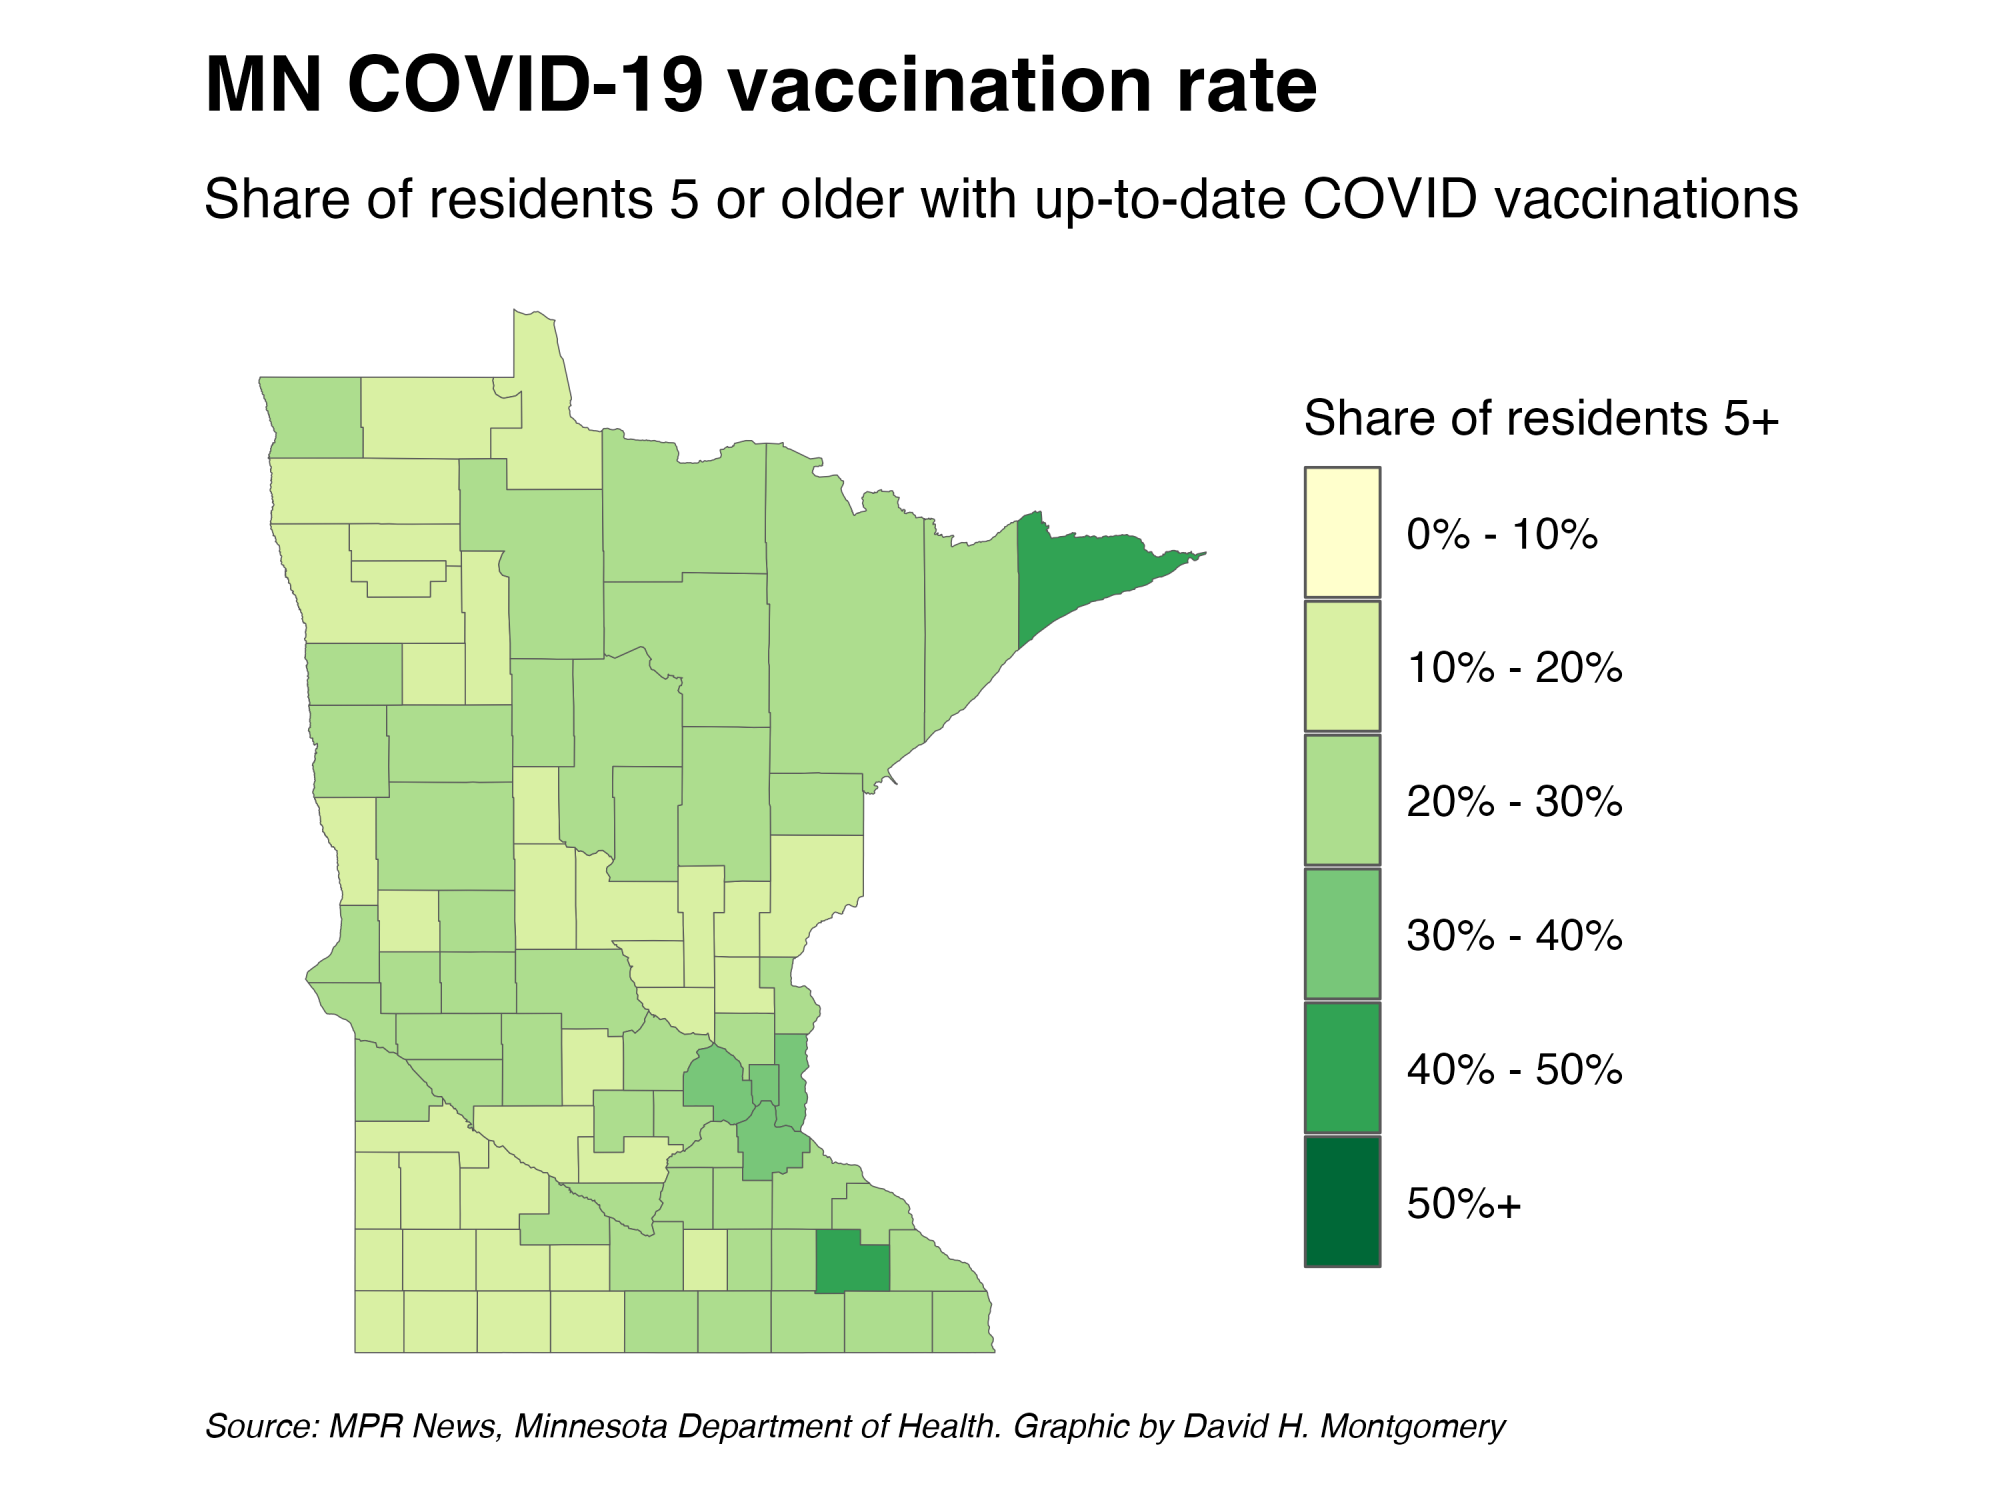 MN COVID-19 vaccination rate
Share of residents 5 or older with up-to-date COVID vaccinations
Share of residents 5+
0% - 10%
10% - 20%
20% - 30%
30% - 40%
40% - 50%
50%+
Source: MPR News, Minnesota Department of Health. Graphic by David H. Montgomery